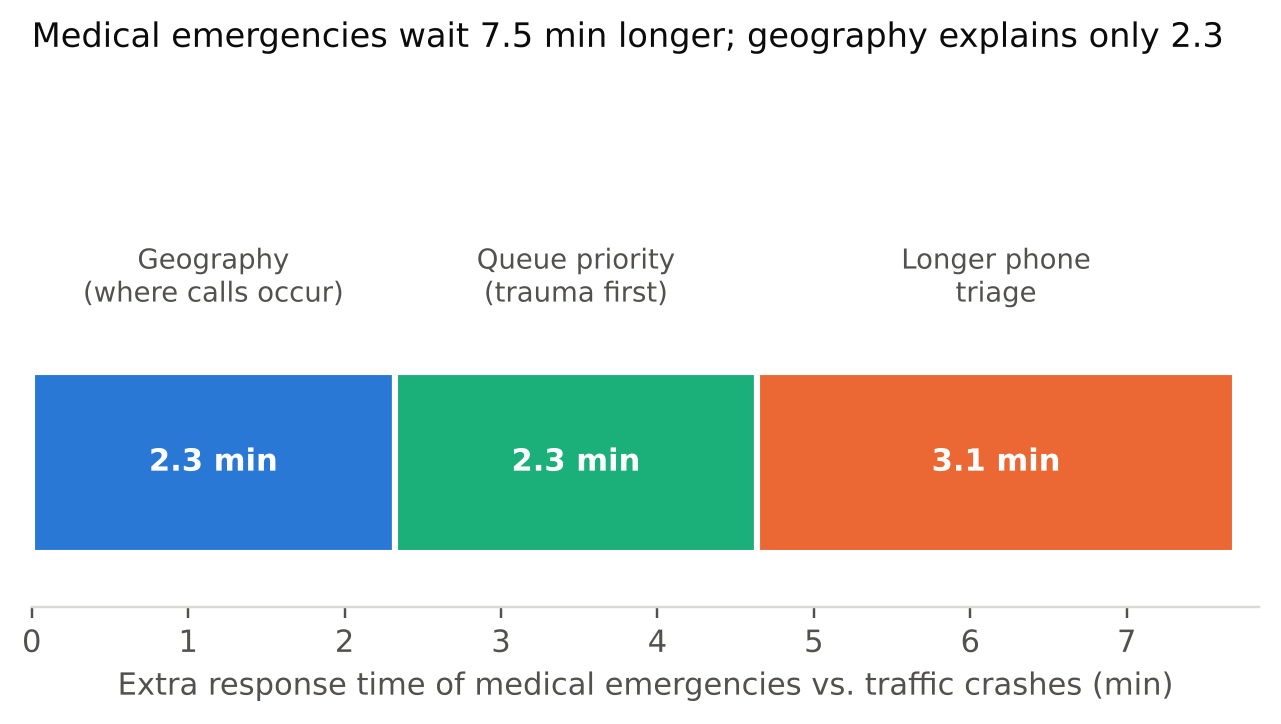 Medical emergencies wait 7.5 min longer; geography explains only 2.3
Geography
(where calls occur)
Queue priority
(trauma first)
Longer phone
triage
2.3 min
2.3 min
3.1 min
0
1
2
3
4
5
6
7
Extra response time of medical emergencies vs. traffic crashes (min)